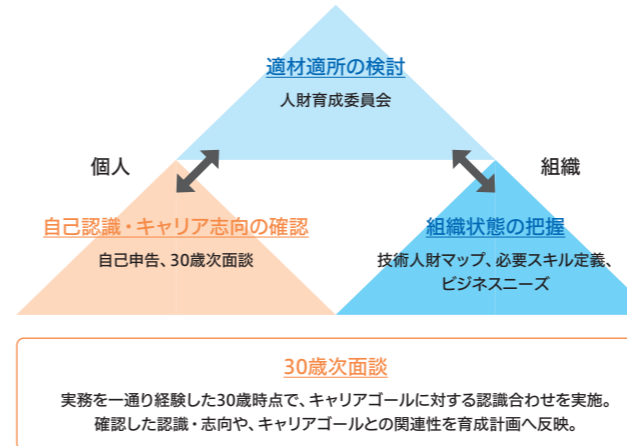 適材適所の検討
人財育成委員会
個人
組織
自己認識・キャリア志向の確認
自己申告、30歳次面談
組織状態の把握
技術人財マップ、必要スキル定義、
ビジネスニーズ
30歳次面談
実務を一通り経験した30歳時点で、キャリアゴールに対する認識合わせを実施。
確認した認識・志向や、キャリアゴールとの関連性を育成計画へ反映。